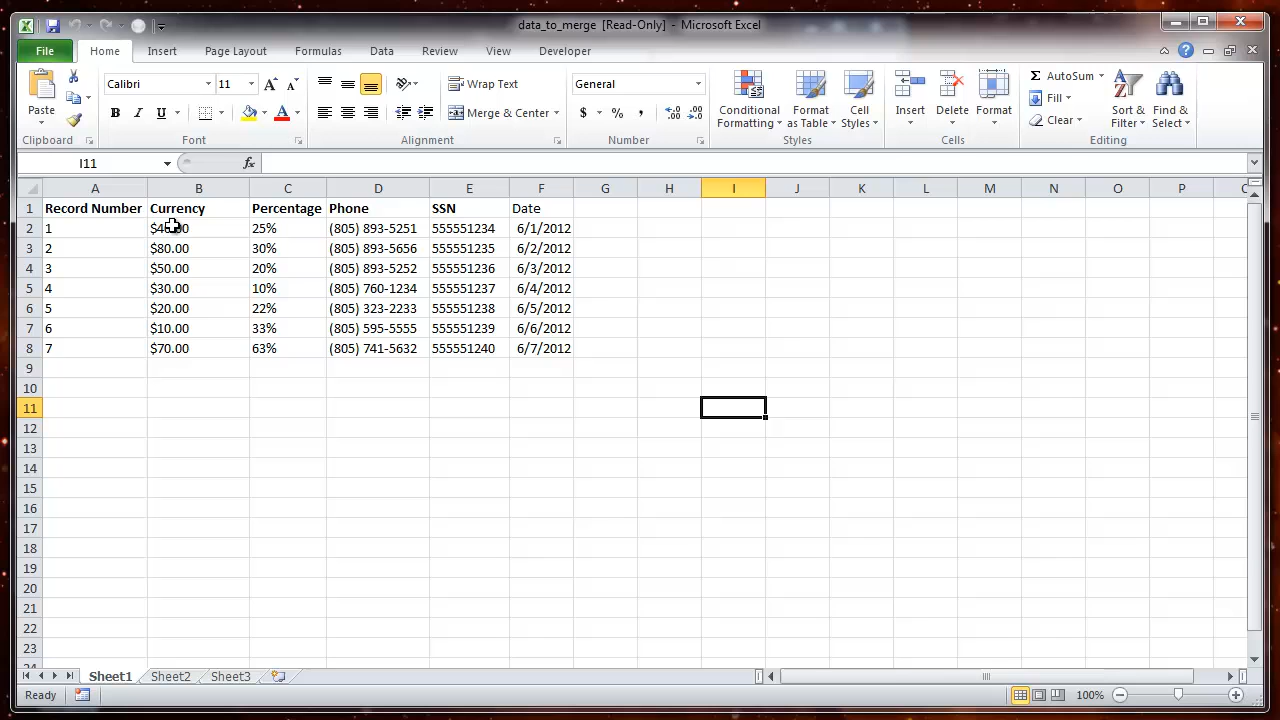 data_to_merge [Read-Only] - Microsoft Excel
File Home Insert Page Layout Formulas Data Review View Developer
Calibri 11 Wrap Text General AutoSum
Paste B I U Merge & Center $ % , Conditional Formatting Format as Table Cell Styles Insert Delete Format Fill Clear Sort & Filter Find & Select
Clipboard Font Alignment Number Styles Cells Editing
I11 fx
A B C D E F G H I J K L M N O P
1 Record Number Currency Percentage Phone SSN Date
2 1 25% (805) 893-5251 555551234 6/1/2012
3 2 $80.00 30% (805) 893-5656 555551235 6/2/2012
4 3 $50.00 20% (805) 893-5252 555551236 6/3/2012
5 4 $30.00 10% (805) 760-1234 555551237 6/4/2012
6 5 $20.00 22% (805) 323-2233 555551238 6/5/2012
7 6 $10.00 33% (805) 595-5555 555551239 6/6/2012
8 7 $70.00 63% (805) 741-5632 555551240 6/7/2012
9
10
11
12
13
14
15
16
17
18
19
20
21
22
23
Sheet1 Sheet2 Sheet3
Ready 100%